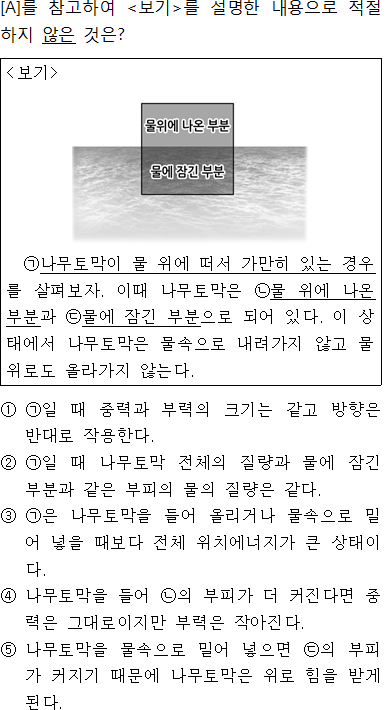 [A]를 참고하여 <보기>를 설명한 내용으로 적절
하지 않은 것은?
<보기>
물위에 나온 부분
물에 잠긴 부분
㉠나무토막이 물 위에 떠서 가만히 있는 경우
를 살펴보자. 이때 나무토막은 ㉡물 위에 나온
부분과 ㉢물에 잠긴 부분으로 되어 있다. 이 상
태에서 나무토막은 물속으로 내려가지 않고 물
위로도 올라가지 않는다.
① ㉠일 때 중력과 부력의 크기는 같고 방향은
반대로 작용한다.
② ㉠일 때 나무토막 전체의 질량과 물에 잠긴
부분과 같은 부피의 물의 질량은 같다.
③ ㉠은 나무토막을 들어 올리거나 물속으로 밀
어 넣을 때보다 전체 위치에너지가 큰 상태이
다.
④ 나무토막을 들어 ㉡의 부피가 더 커진다면 중
력은 그대로이지만 부력은 작아진다.
⑤ 나무토막을 물속으로 밀어 넣으면 ㉢의 부피
가 커지기 때문에 나무토막은 위로 힘을 받게
된다.